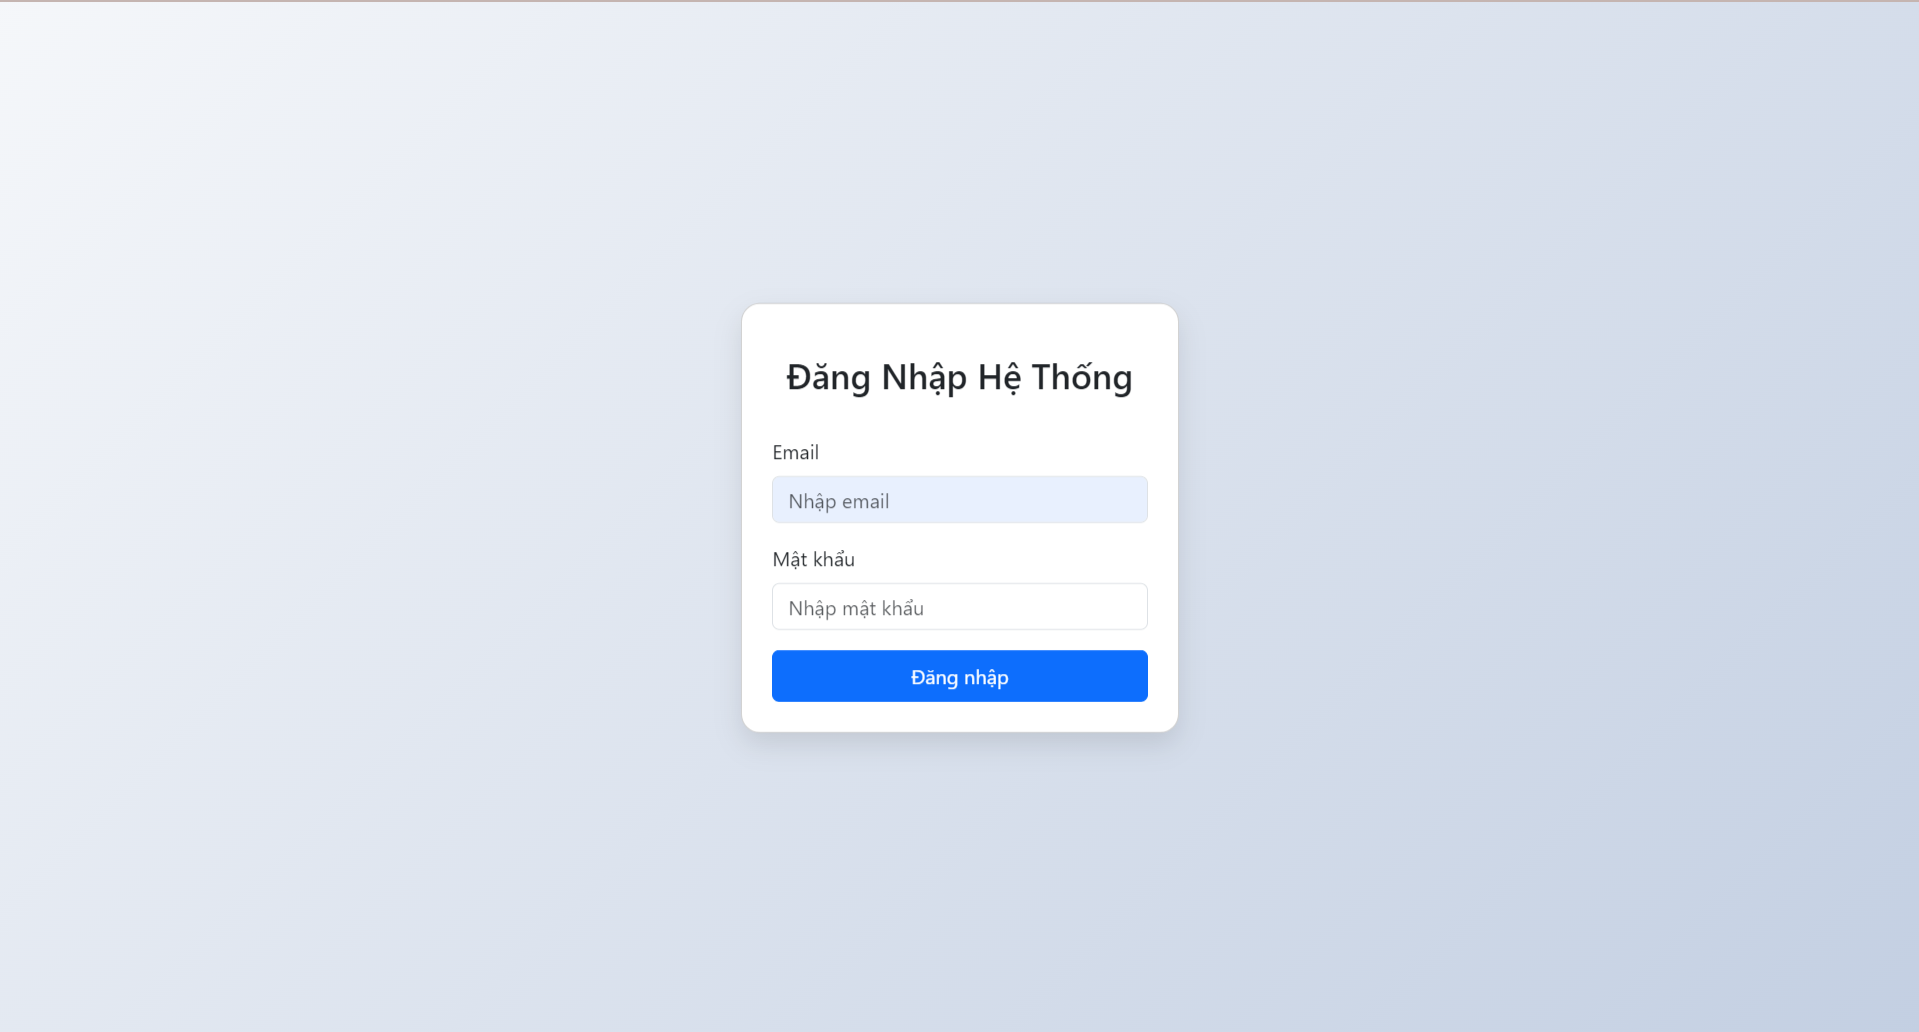 Đăng Nhập Hệ Thống
Email
Nhập email
Mật khẩu
Nhập mật khẩu
Đăng nhập